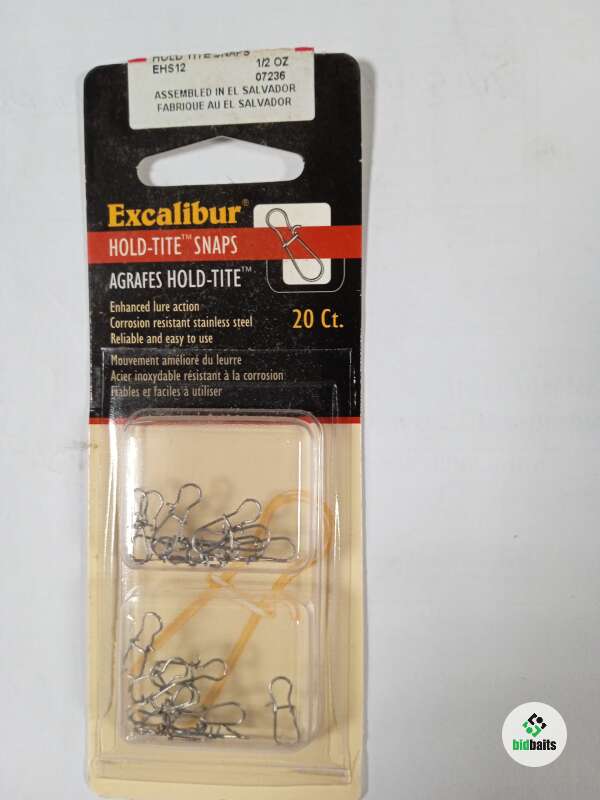 HOLD TITE SNAPS
EHS12 1/2 OZ
07236
ASSEMBLED IN EL SALVADOR
FABRIQUE AU EL SALVADOR
Excalibur®
HOLD-TITE™ SNAPS
AGRAFES HOLD-TITE™
Enhanced lure action
Corrosion resistant stainless steel
Reliable and easy to use
20 Ct.
Mouvement amélioré du leurre
Acier inoxydable résistant à la corrosion
Fiables et faciles à utiliser
bidbaits